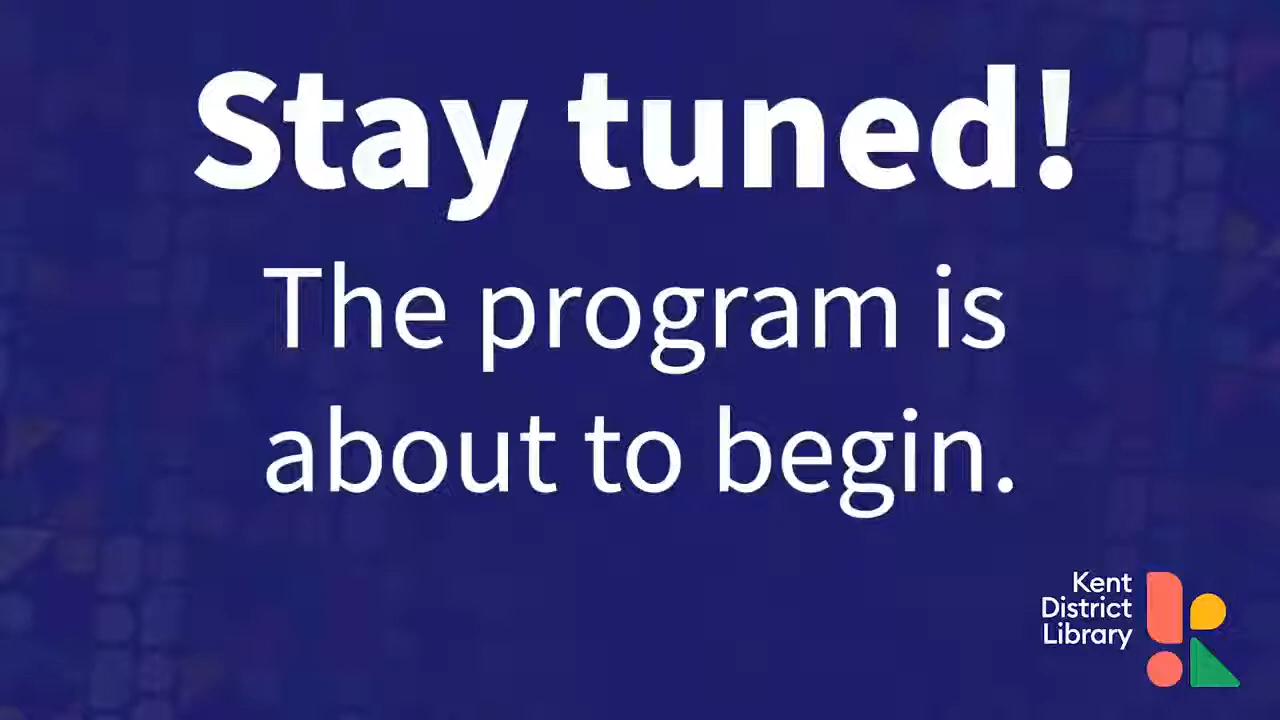 Stay tuned!
The program is
about to begin.
Kent
District
Library